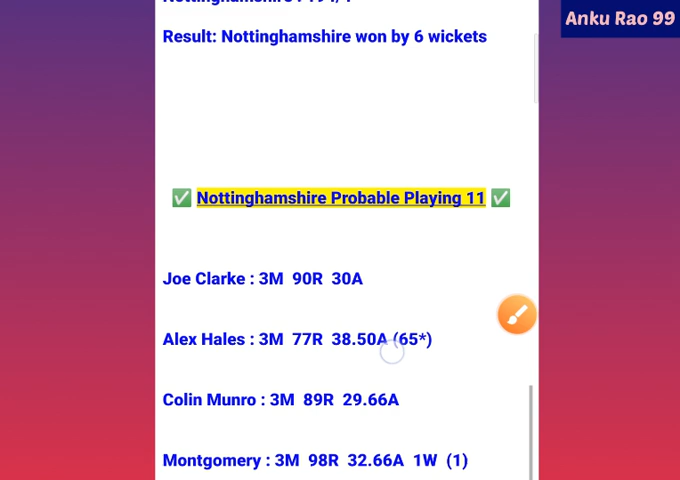 Anku Rao 99
Result: Nottinghamshire won by 6 wickets
✅ Nottinghamshire Probable Playing 11 ✅
Joe Clarke : 3M 90R 30A
Alex Hales : 3M 77R 38.50A (65*)
Colin Munro : 3M 89R 29.66A
Montgomery : 3M 98R 32.66A 1W (1)